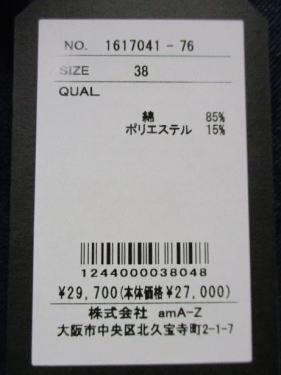 NO. 1617041-76
SIZE 38
QUAL
綿 85%
ポリエステル 15%
1244000038048
¥29,700(本体価格¥27,000)
株式会社 amA-Z
大阪市中央区北久宝寺町2-1-7